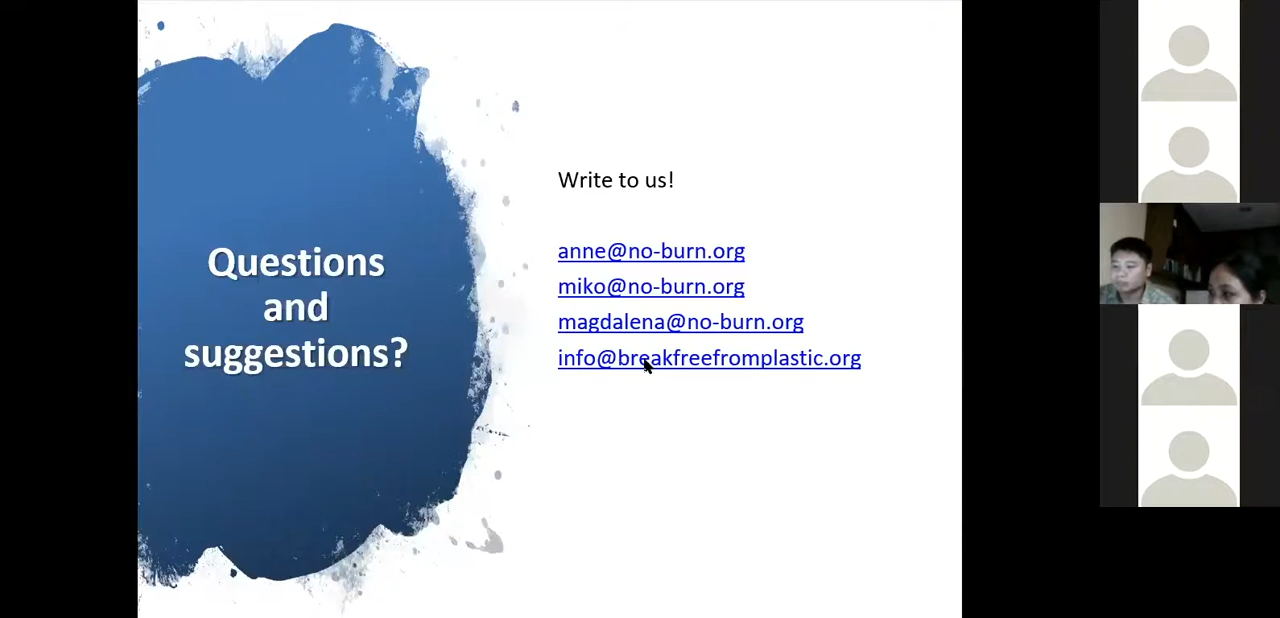 Questions
and
suggestions?
Write to us!
anne@no-burn.org
miko@no-burn.org
magdalena@no-burn.org
info@breakfreefromplastic.org